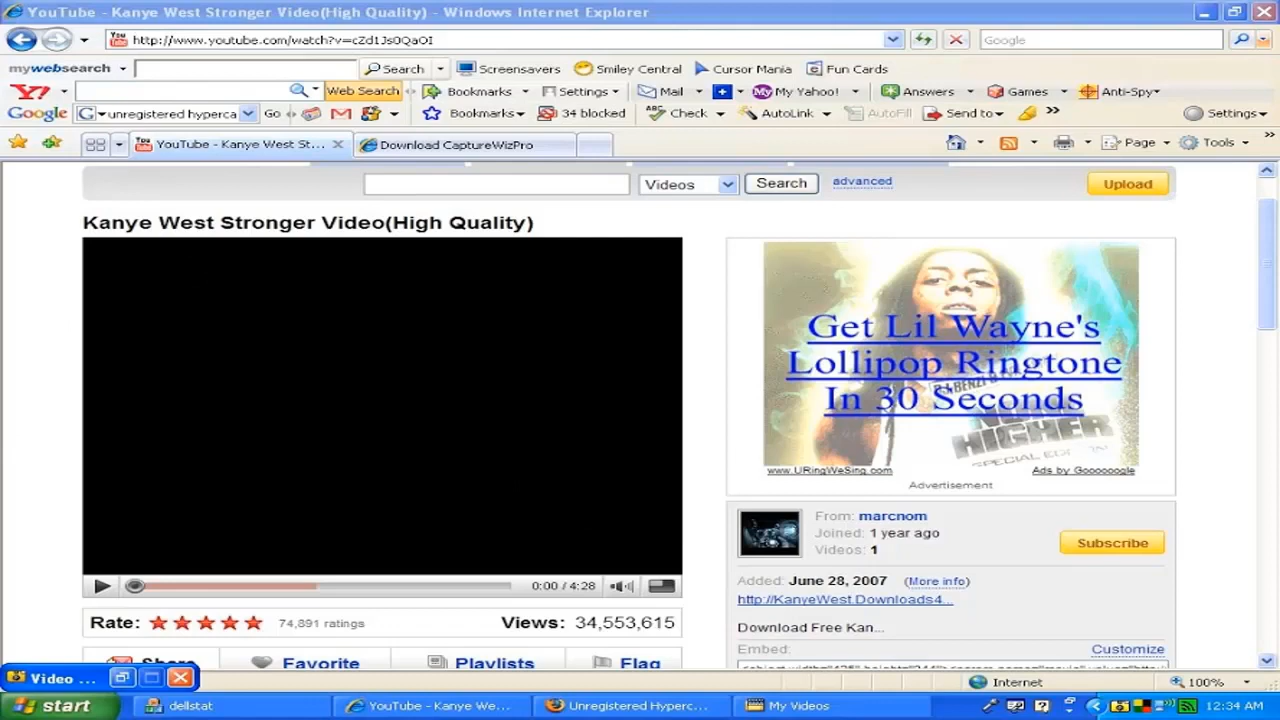 YouTube - Kanye West Stronger Video(High Quality) - Windows Internet Explorer
http://www.youtube.com/watch?v=cZd1Js0QaOI
Google
mywebsearch Search Screensavers Smiley Central Cursor Mania Fun Cards
Y! Web Search Bookmarks Settings Mail My Yahoo! Answers Games Anti-Spy
Google G unregistered hyperca Go Bookmarks 34 blocked Check AutoLink AutoFill Send to Settings
YouTube - Kanye West St... Download CaptureWizPro Page Tools
Videos Search advanced Upload
Kanye West Stronger Video(High Quality)
Get Lil Wayne's
Lollipop Ringtone
In 30 Seconds
HIGHER
www.URingWeSing.com Ads by Goooooogle
Advertisement
From: marcnom
Joined: 1 year ago
Videos: 1
Subscribe
0:00 / 4:28
Added: June 28, 2007 (More info)
http://KanyeWest.Downloads4...
Download Free Kan...
Rate: 74,891 ratings Views: 34,553,615
Embed: Customize
Share Favorite Playlists Flag
Video ...
Internet 100%
start dellstat YouTube - Kanye We... Unregistered Hyperc... My Videos 12:34 AM